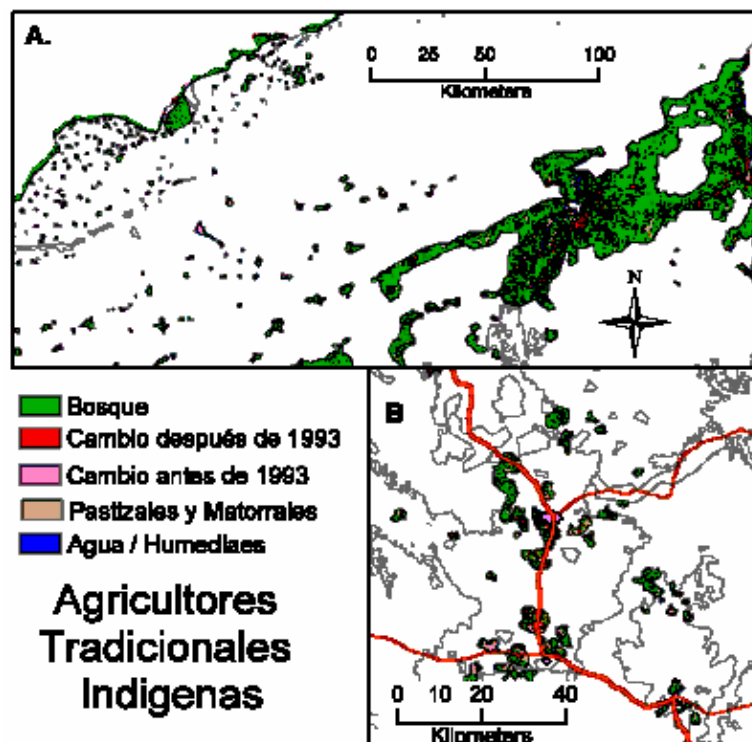 A.
0 25 50 100
Kilometers
N
Bosque
Cambio después de 1993
Cambio antes de 1993
Pastizales y Matorrales
Agua / Humedlaes
Agricultores
Tradicionales
Indigenas
B
0 10 20 40
Kilometers